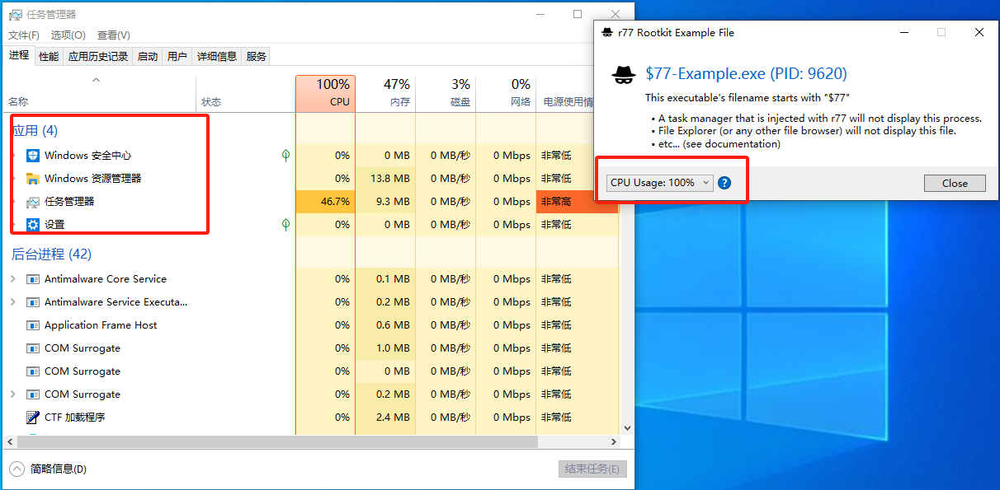 任务管理器
文件(F) 选项(O) 查看(V)
进程 性能 应用历史记录 启动 用户 详细信息 服务
100% 47% 3% 0%
名称 状态 CPU 内存 磁盘 网络 电源使用情
应用 (4)
Windows 安全中心 0% 0 MB 0 MB/秒 0 Mbps 非常低
Windows 资源管理器 0% 13.8 MB 0 MB/秒 0 Mbps 非常低
任务管理器 46.7% 9.3 MB 0 MB/秒 0 Mbps 非常高
设置 0% 0 MB 0 MB/秒 0 Mbps 非常低
后台进程 (42)
Antimalware Core Service 0% 0.1 MB 0 MB/秒 0 Mbps 非常低
Antimalware Service Executa... 0% 0.2 MB 0 MB/秒 0 Mbps 非常低
Application Frame Host 0% 0.6 MB 0 MB/秒 0 Mbps 非常低
COM Surrogate 0% 1.0 MB 0 MB/秒 0 Mbps 非常低
COM Surrogate 0% 0 MB 0 MB/秒 0 Mbps 非常低
COM Surrogate 0% 0.2 MB 0 MB/秒 0 Mbps 非常低
CTF 加载程序 0% 2.4 MB 0 MB/秒 0 Mbps 非常低
简略信息(D) 结束任务(E)
r77 Rootkit Example File
$77-Example.exe (PID: 9620)
This executable's filename starts with "$77"
• A task manager that is injected with r77 will not display this process.
• File Explorer (or any other file browser) will not display this file.
• etc... (see documentation)
CPU Usage: 100% ? Close